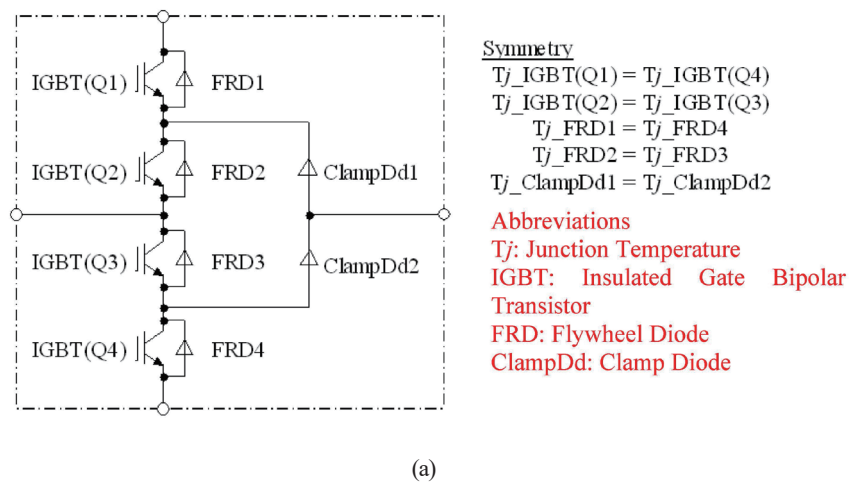 IGBT(Q1)
FRD1
IGBT(Q2)
FRD2
ClampDd1
IGBT(Q3)
FRD3
ClampDd2
IGBT(Q4)
FRD4
Symmetry
Tj_IGBT(Q1) = Tj_IGBT(Q4)
Tj_IGBT(Q2) = Tj_IGBT(Q3)
Tj_FRD1 = Tj_FRD4
Tj_FRD2 = Tj_FRD3
Tj_ClampDd1 = Tj_ClampDd2
Abbreviations
Tj: Junction Temperature
IGBT: Insulated Gate Bipolar
Transistor
FRD: Flywheel Diode
ClampDd: Clamp Diode
(a)